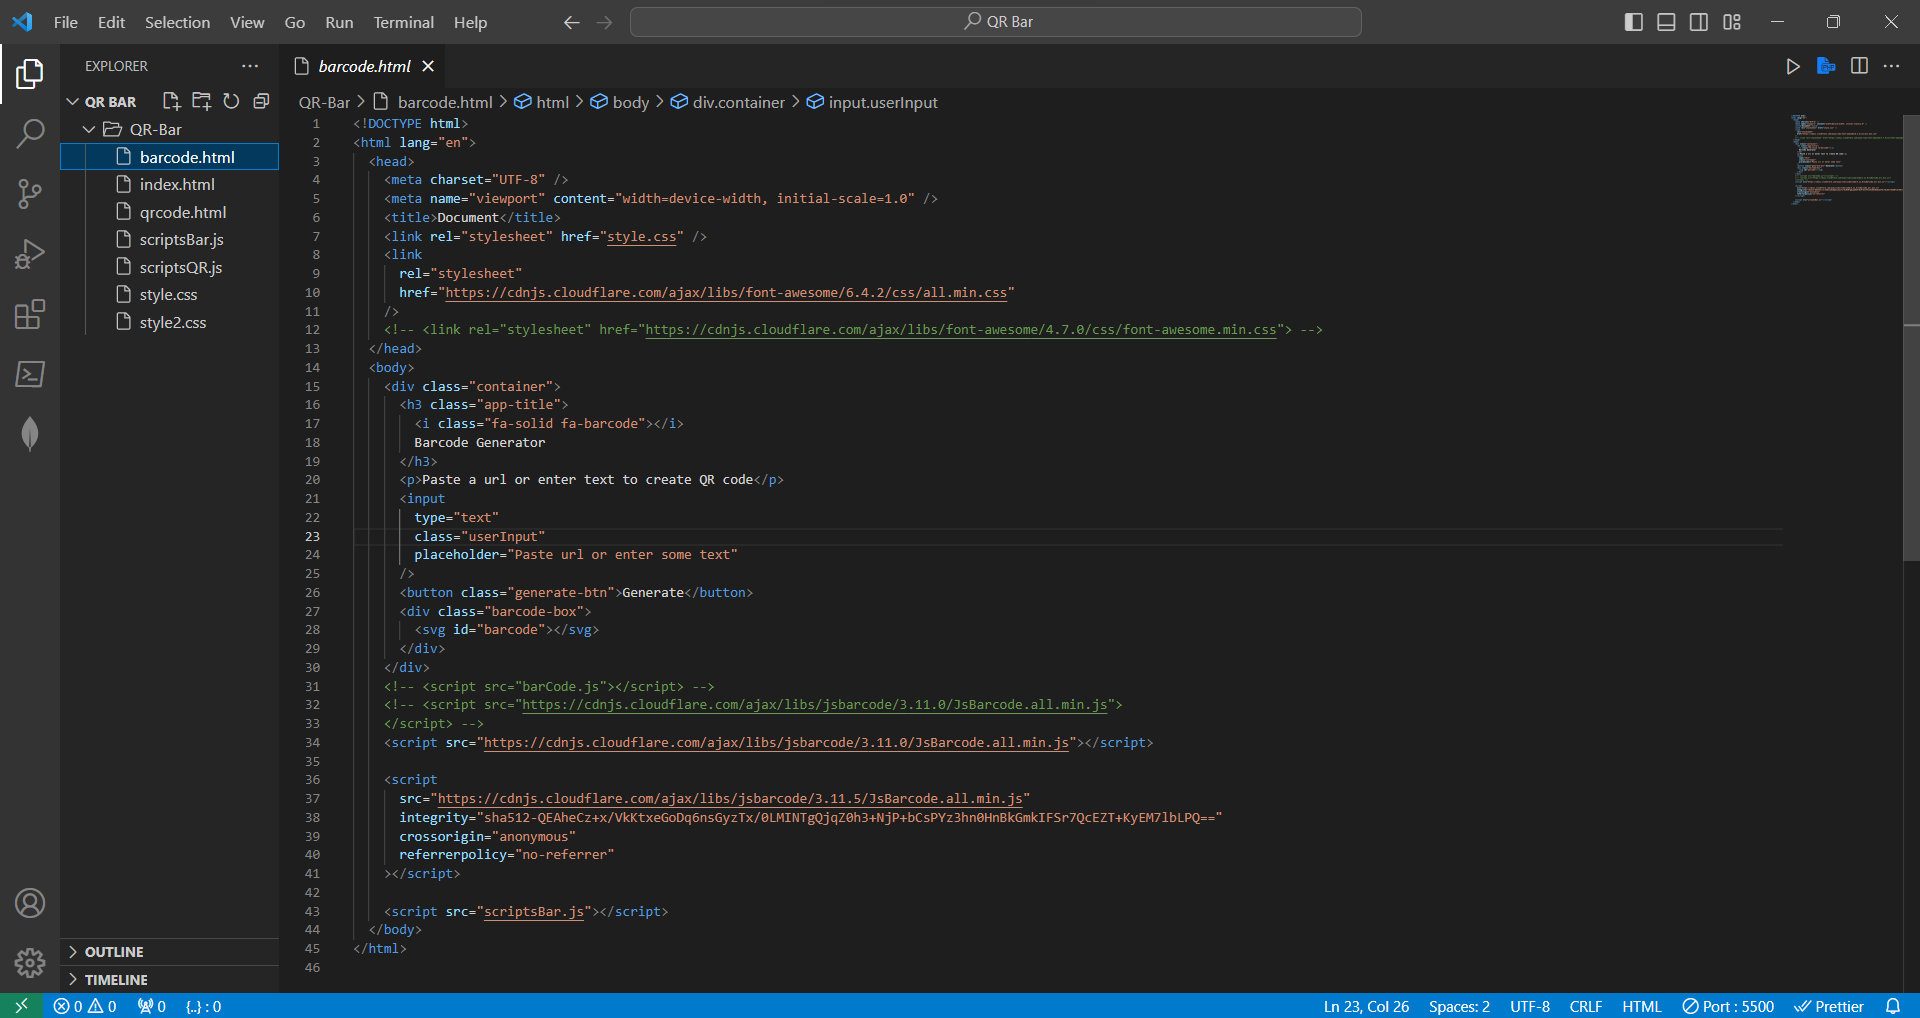 File Edit Selection View Go Run Terminal Help
QR Bar
EXPLORER
QR BAR
QR-Bar
barcode.html
index.html
qrcode.html
scriptsBar.js
scriptsQR.js
style.css
style2.css
OUTLINE
TIMELINE
barcode.html
QR-Bar > barcode.html > html > body > div.container > input.userInput
1 <!DOCTYPE html>
2 <html lang="en">
3 <head>
4 <meta charset="UTF-8" />
5 <meta name="viewport" content="width=device-width, initial-scale=1.0" />
6 <title>Document</title>
7 <link rel="stylesheet" href="style.css" />
8 <link
9 rel="stylesheet"
10 href="https://cdnjs.cloudflare.com/ajax/libs/font-awesome/6.4.2/css/all.min.css"
11 />
12 <!-- <link rel="stylesheet" href="https://cdnjs.cloudflare.com/ajax/libs/font-awesome/4.7.0/css/font-awesome.min.css"> -->
13 </head>
14 <body>
15 <div class="container">
16 <h3 class="app-title">
17 <i class="fa-solid fa-barcode"></i>
18 Barcode Generator
19 </h3>
20 <p>Paste a url or enter text to create QR code</p>
21 <input
22 type="text"
23 class="userInput"
24 placeholder="Paste url or enter some text"
25 />
26 <button class="generate-btn">Generate</button>
27 <div class="barcode-box">
28 <svg id="barcode"></svg>
29 </div>
30 </div>
31 <!-- <script src="barCode.js"></script> -->
32 <!-- <script src="https://cdnjs.cloudflare.com/ajax/libs/jsbarcode/3.11.0/JsBarcode.all.min.js">
33 </script> -->
34 <script src="https://cdnjs.cloudflare.com/ajax/libs/jsbarcode/3.11.0/JsBarcode.all.min.js"></script>
35
36 <script
37 src="https://cdnjs.cloudflare.com/ajax/libs/jsbarcode/3.11.5/JsBarcode.all.min.js"
38 integrity="sha512-QEAheCz+x/VkKtxeGoDq6nsGyzTx/0LMINTgQjqZ0h3+NjP+bCsPYz3hn0HnBkGmkIFSr7QcEZT+KyEM7lbLPQ=="
39 crossorigin="anonymous"
40 referrerpolicy="no-referrer"
41 ></script>
42
43 <script src="scriptsBar.js"></script>
44 </body>
45 </html>
46
0 0 0 {..} : 0
Ln 23, Col 26 Spaces: 2 UTF-8 CRLF HTML Port : 5500 Prettier